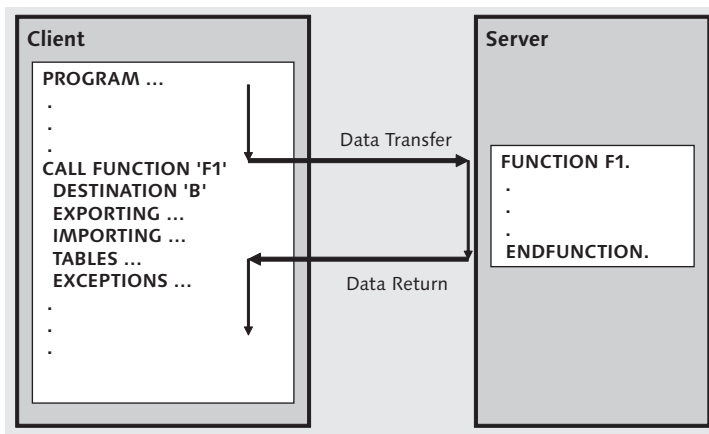 Client
PROGRAM ...
.
.
.
CALL FUNCTION 'F1'
DESTINATION 'B'
EXPORTING ...
IMPORTING ...
TABLES ...
EXCEPTIONS ...
.
.
.
Data Transfer
Data Return
Server
FUNCTION F1.
.
.
.
ENDFUNCTION.